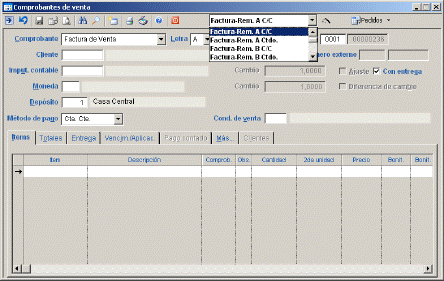 Comprobantes de venta
Factura-Rem. A C/C
Pedidos
Comprobante Factura de Venta Letra A
Factura-Rem. A C/C
Factura-Rem. A Ctdo.
Factura-Rem. B C/C
Factura-Rem. B Ctdo.
0001 00000236
Cliente
ero externo
Imput. contable
Cambio 1,0000
Ajuste Con entrega
Moneda
Cambio 1,0000
Diferencia de cambio
Depósito 1 Casa Central
Método de pago Cta. Cte.
Cond. de venta
Items Totales Entrega Vencim/Aplicac. Pago contado Más... Clientes
Item Descripción Comprob. Obs. Cantidad 2da unidad Precio Bonif. Bonif.